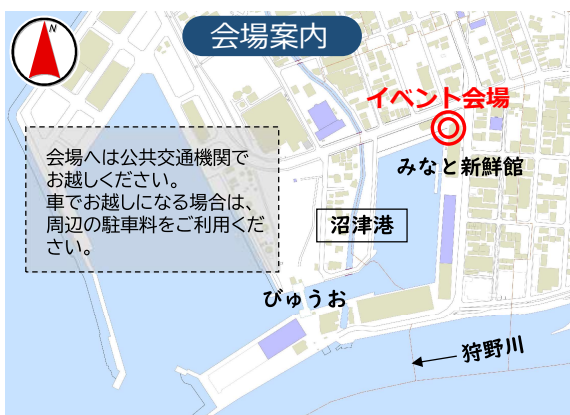 N
会場案内
イベント会場
みなと新鮮館
会場へは公共交通機関で
お越しください。
車でお越しになる場合は、
周辺の駐車料をご利用くだ
さい。
沼津港
びゅうお
狩野川